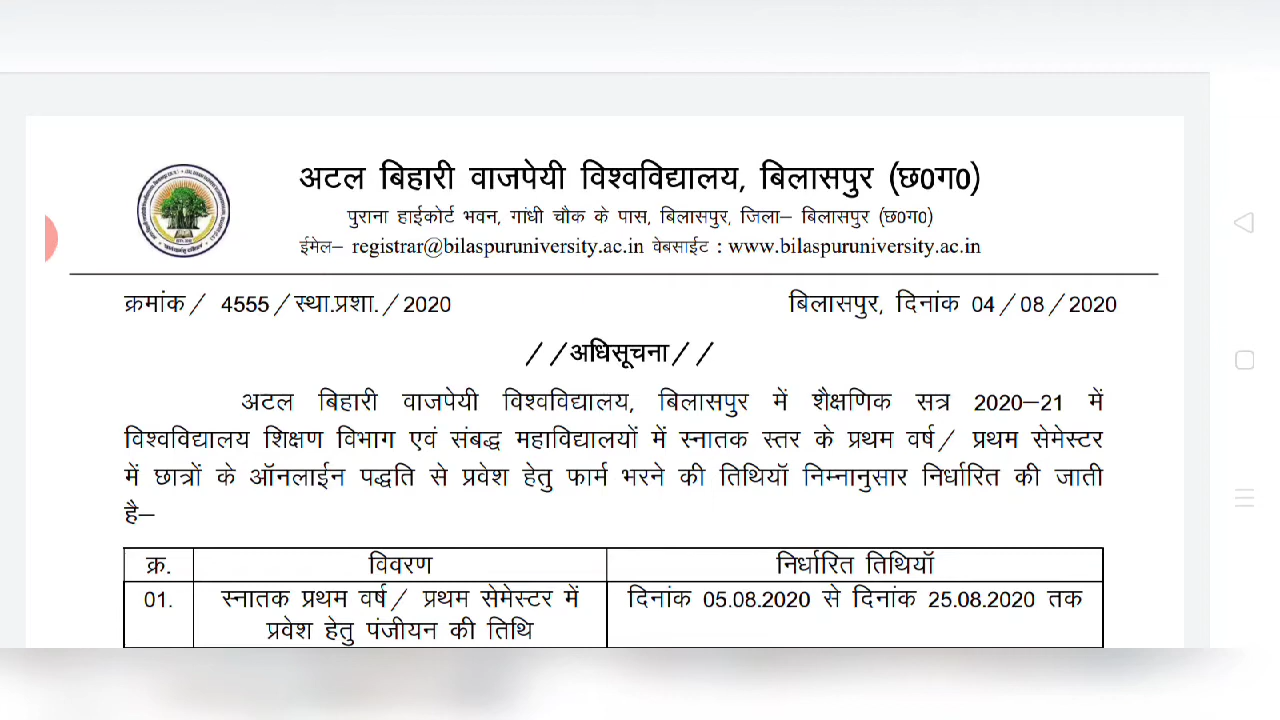 अटल बिहारी वाजपेयी विश्वविद्यालय, बिलासपुर (छ0ग0)
पुराना हाईकोर्ट भवन, गांधी चौक के पास, बिलासपुर, जिला– बिलासपुर (छ0ग0)
ईमेल– registrar@bilaspuruniversity.ac.in वेबसाईट : www.bilaspuruniversity.ac.in
क्रमांक/ 4555/स्था.प्रशा./2020 बिलासपुर, दिनांक 04/08/2020
//अधिसूचना//
अटल बिहारी वाजपेयी विश्वविद्यालय, बिलासपुर में शैक्षणिक सत्र 2020–21 में
विश्वविद्यालय शिक्षण विभाग एवं संबद्ध महाविद्यालयों में स्नातक स्तर के प्रथम वर्ष/ प्रथम सेमेस्टर
में छात्रों के ऑनलाईन पद्धति से प्रवेश हेतु फार्म भरने की तिथियॉ निम्नानुसार निर्धारित की जाती
है–
क्र. विवरण निर्धारित तिथियॉ
01. स्नातक प्रथम वर्ष/ प्रथम सेमेस्टर में दिनांक 05.08.2020 से दिनांक 25.08.2020 तक
प्रवेश हेतु पंजीयन की तिथि